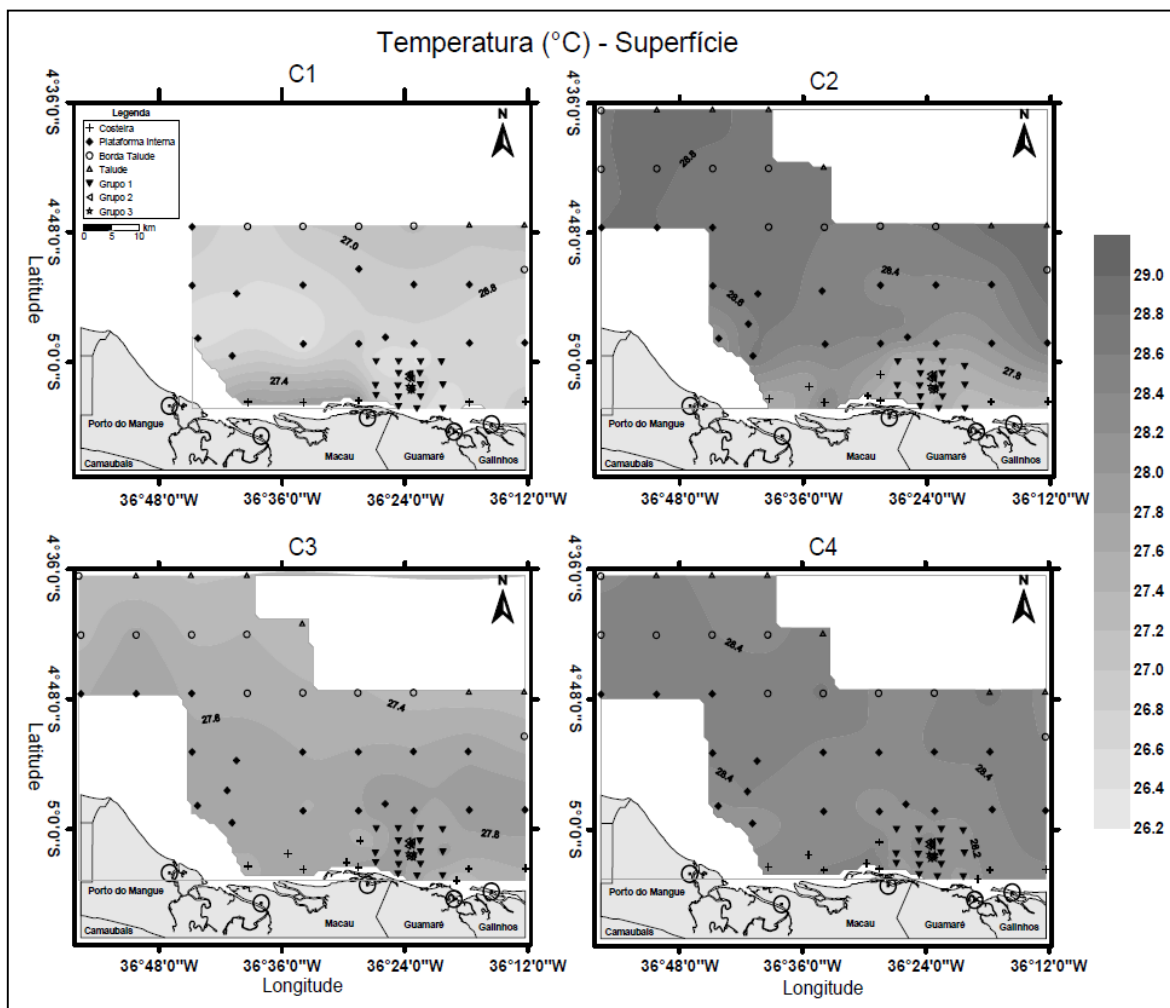 Temperatura (°C) - Superfície
C1
4°36'0"S
4°48'0"S
5°0'0"S
Latitude
Legenda
Costeira
Plataforma Interna
Borda Talude
Talude
Grupo 1
Grupo 2
Grupo 3
0 5 10 km
N
27.0
26.8
27.4
Porto do Mangue
Camaubais
Macau
Guamaré
Galinhos
36°48'0"W 36°36'0"W 36°24'0"W 36°12'0"W
C2
4°36'0"S
4°48'0"S
5°0'0"S
N
28.8
28.4
28.6
27.8
Porto do Mangue
Camaubais
Macau
Guamaré
Galinhos
36°48'0"W 36°36'0"W 36°24'0"W 36°12'0"W
C3
4°36'0"S
4°48'0"S
5°0'0"S
Latitude
N
27.4
27.6
27.8
Porto do Mangue
Camaubais
Macau
Guamaré
Galinhos
36°48'0"W 36°36'0"W 36°24'0"W 36°12'0"W
Longitude
C4
4°36'0"S
4°48'0"S
5°0'0"S
N
28.4
28.4
28.4
28.2
Porto do Mangue
Camaubais
Macau
Guamaré
Galinhos
36°48'0"W 36°36'0"W 36°24'0"W 36°12'0"W
Longitude
29.0
28.8
28.6
28.4
28.2
28.0
27.8
27.6
27.4
27.2
27.0
26.8
26.6
26.4
26.2